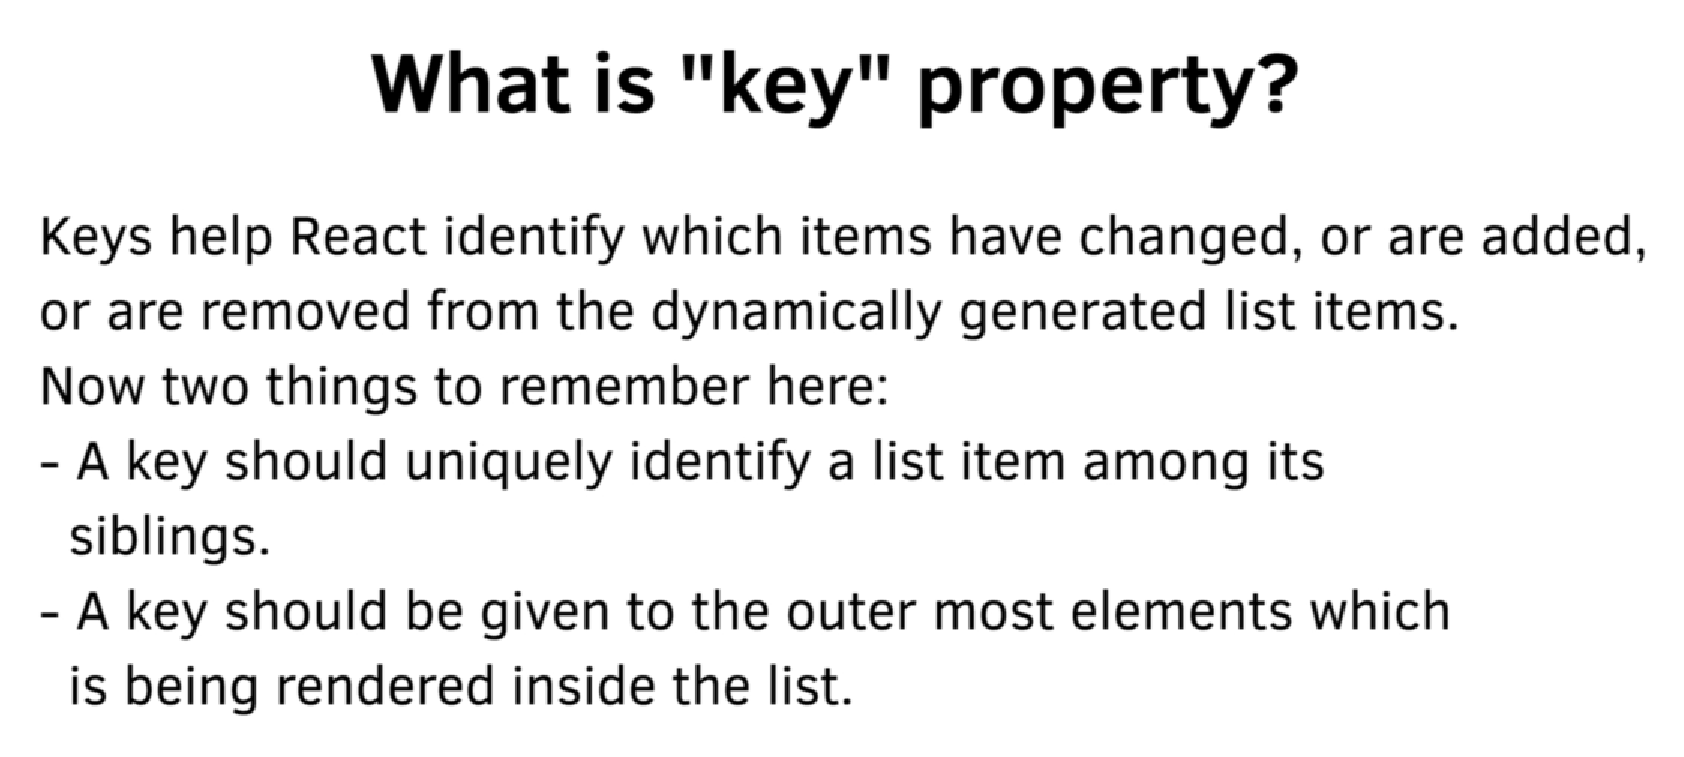 What is "key" property?
Keys help React identify which items have changed, or are added,
or are removed from the dynamically generated list items.
Now two things to remember here:
- A key should uniquely identify a list item among its
siblings.
- A key should be given to the outer most elements which
is being rendered inside the list.